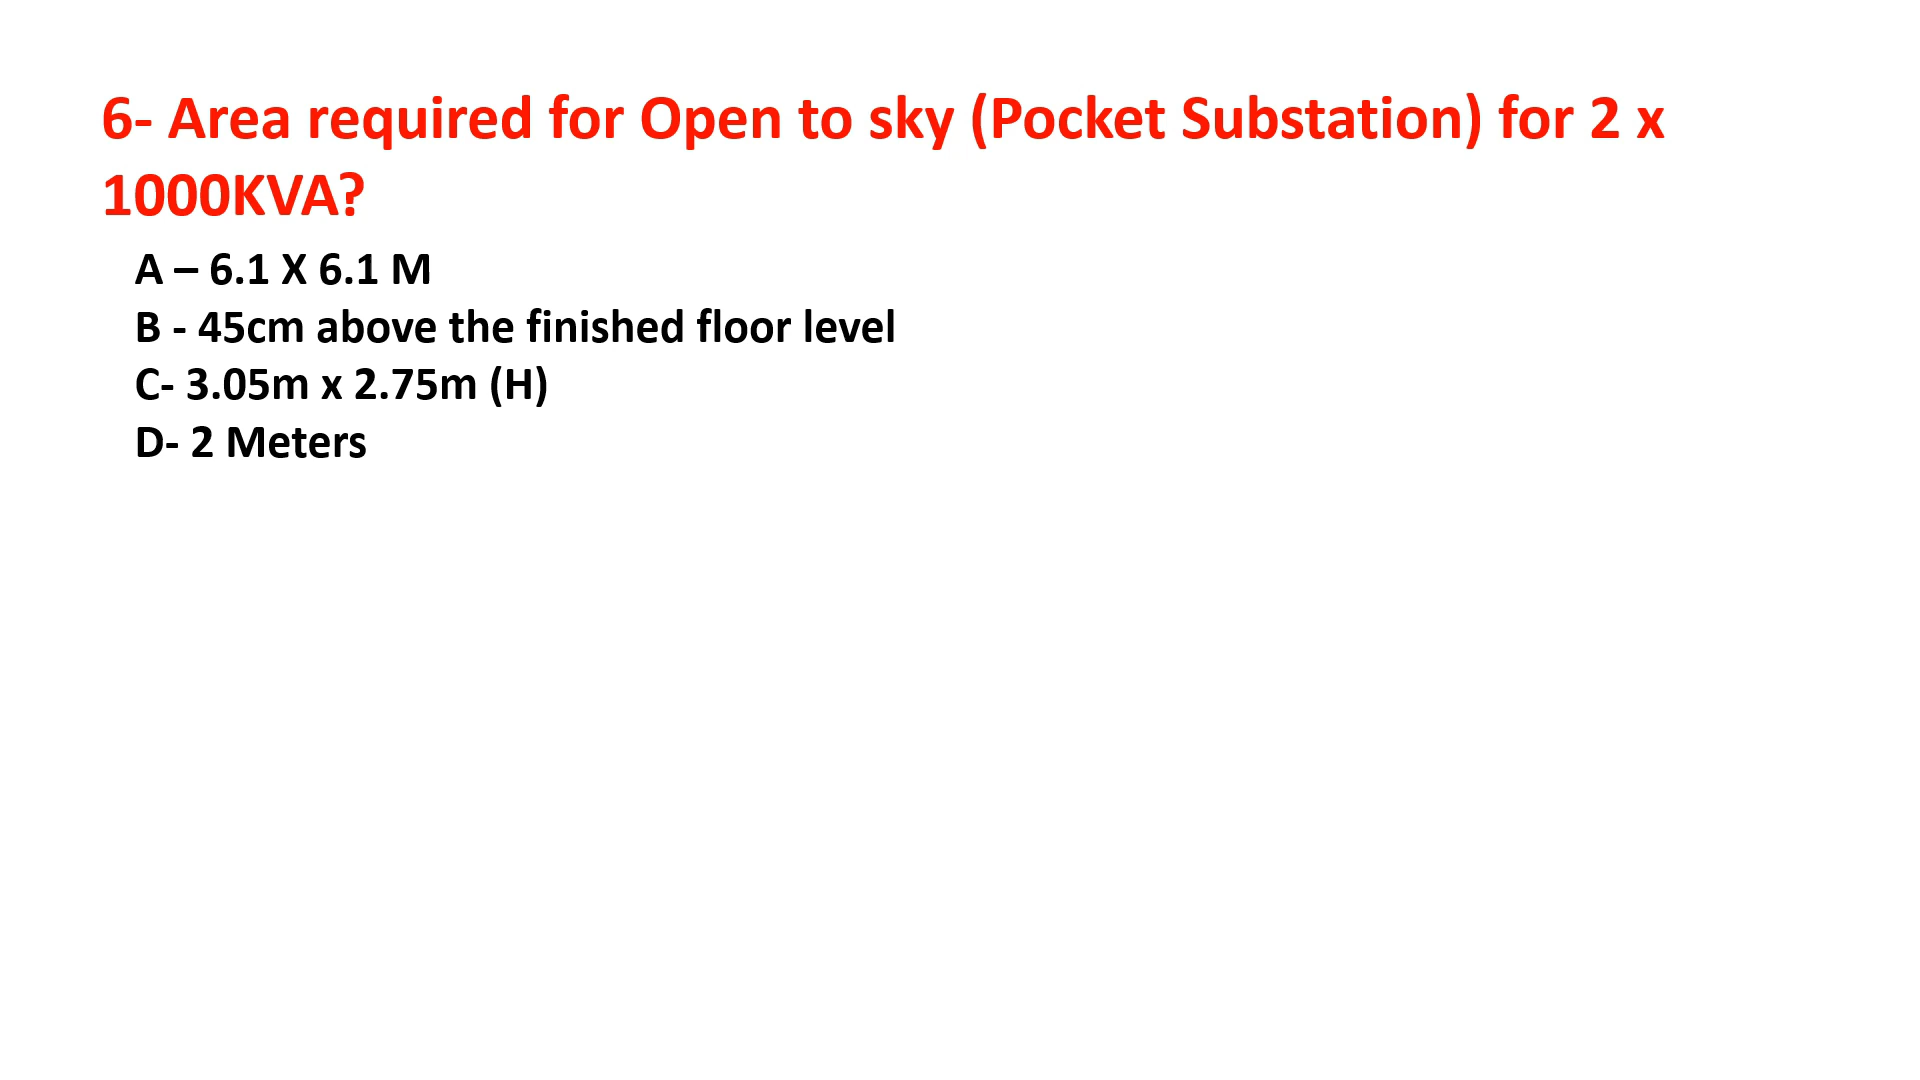 6- Area required for Open to sky (Pocket Substation) for 2 x
1000KVA?
A – 6.1 X 6.1 M
B - 45cm above the finished floor level
C- 3.05m x 2.75m (H)
D- 2 Meters